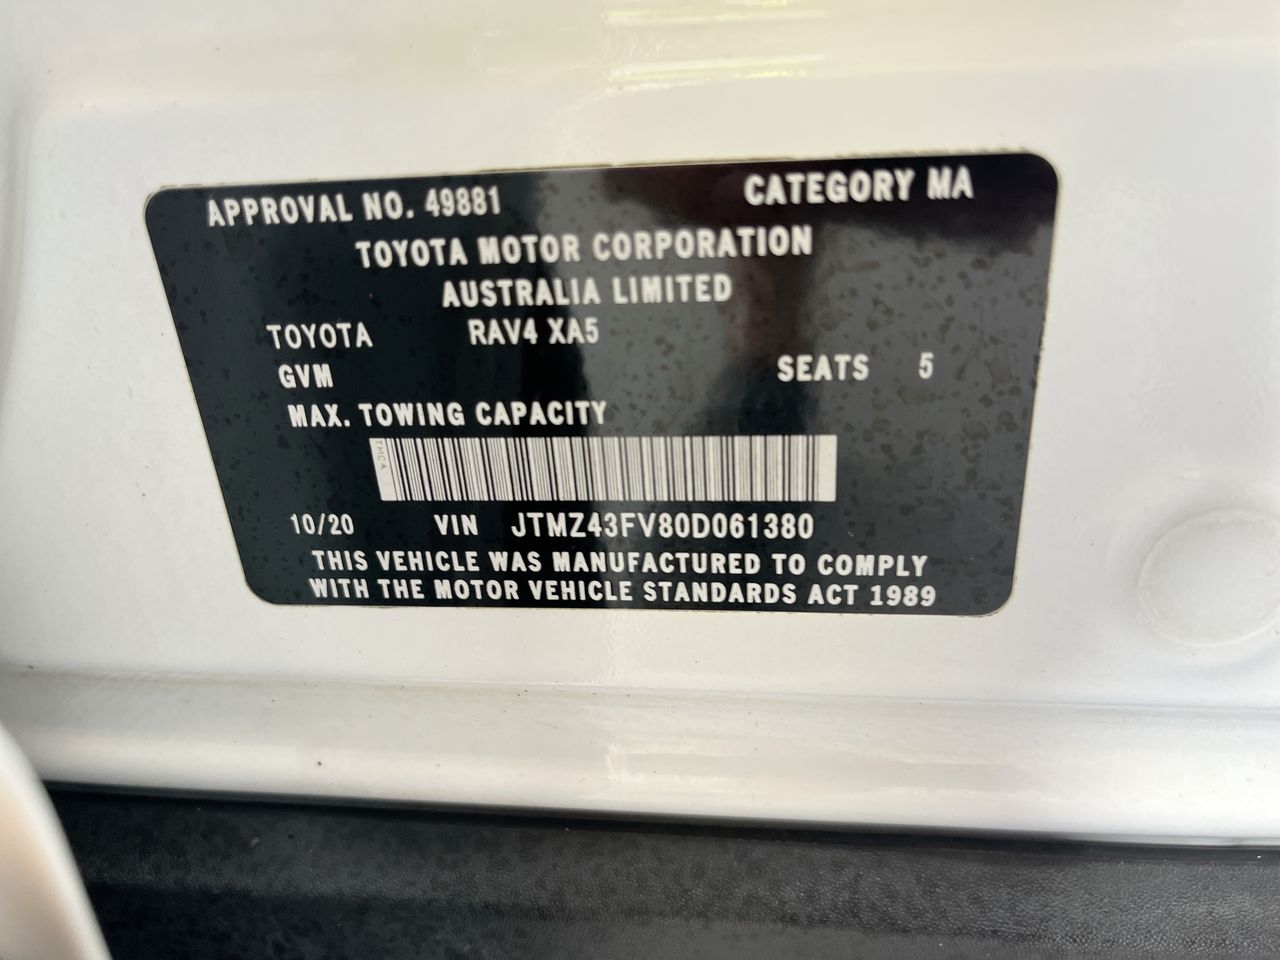 APPROVAL NO. 49881 CATEGORY MA
TOYOTA MOTOR CORPORATION
AUSTRALIA LIMITED
TOYOTA RAV4 XA5
GVM SEATS 5
MAX. TOWING CAPACITY
TMCA
10/20 VIN JTMZ43FV80D061380
THIS VEHICLE WAS MANUFACTURED TO COMPLY
WITH THE MOTOR VEHICLE STANDARDS ACT 1989